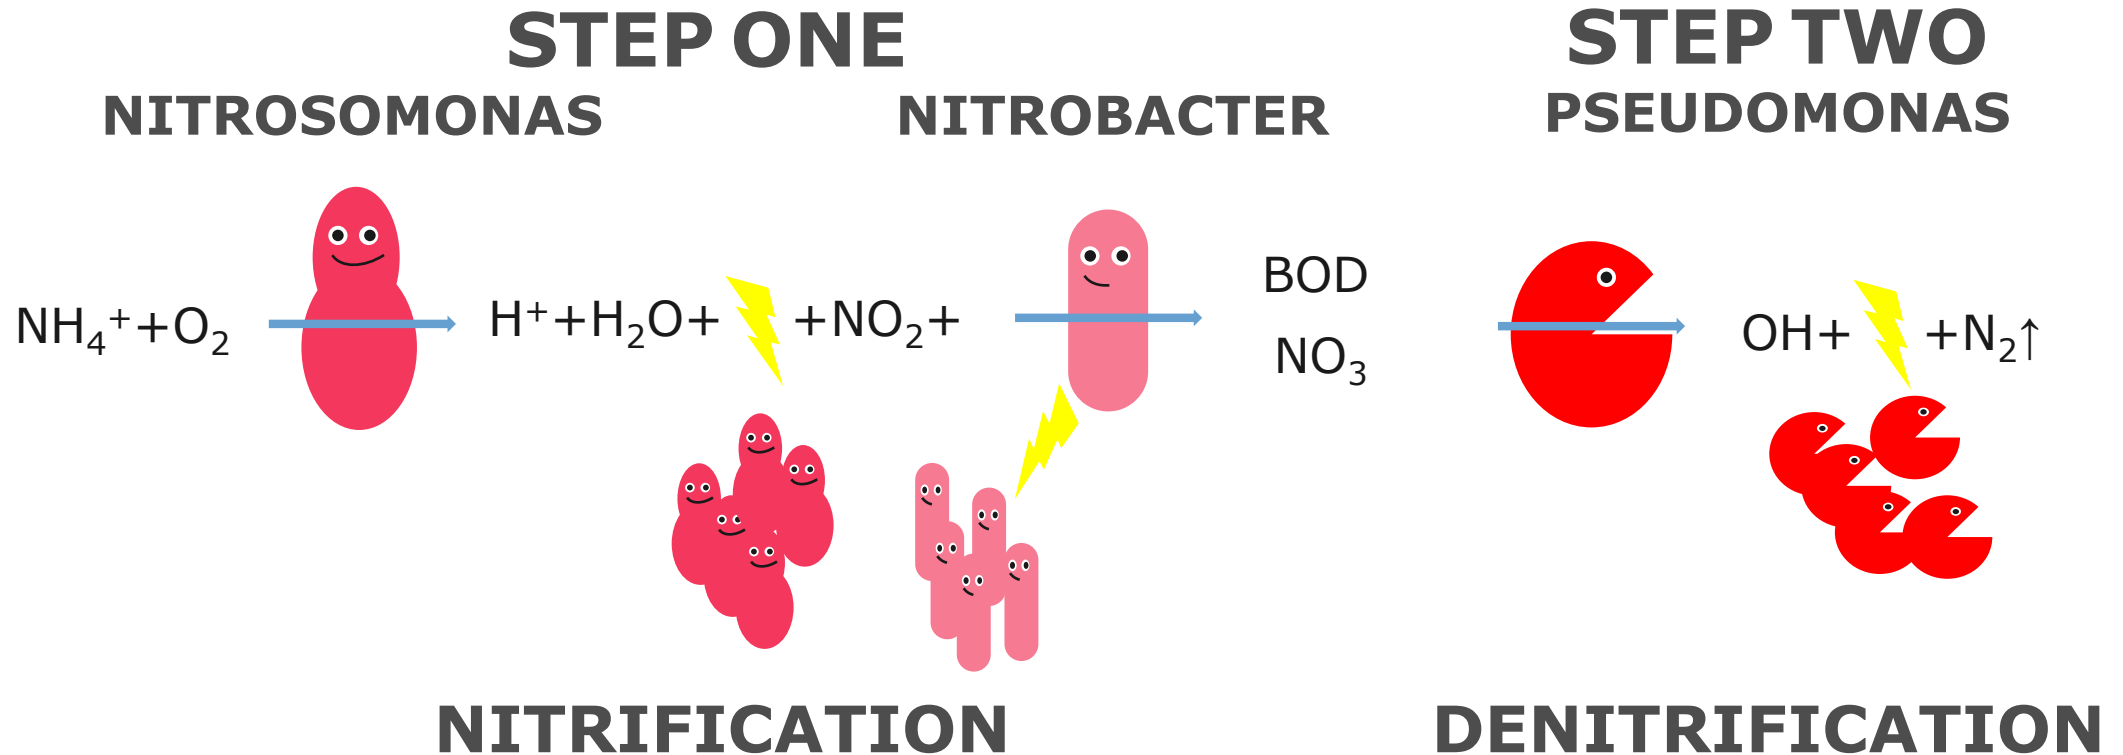 STEP ONE
STEP TWO
NITROSOMONAS
NITROBACTER
PSEUDOMONAS
NH₄⁺+O₂
H⁺+H₂O+
+NO₂+
BOD
NO₃
OH+
+N₂↑
NITRIFICATION
DENITRIFICATION